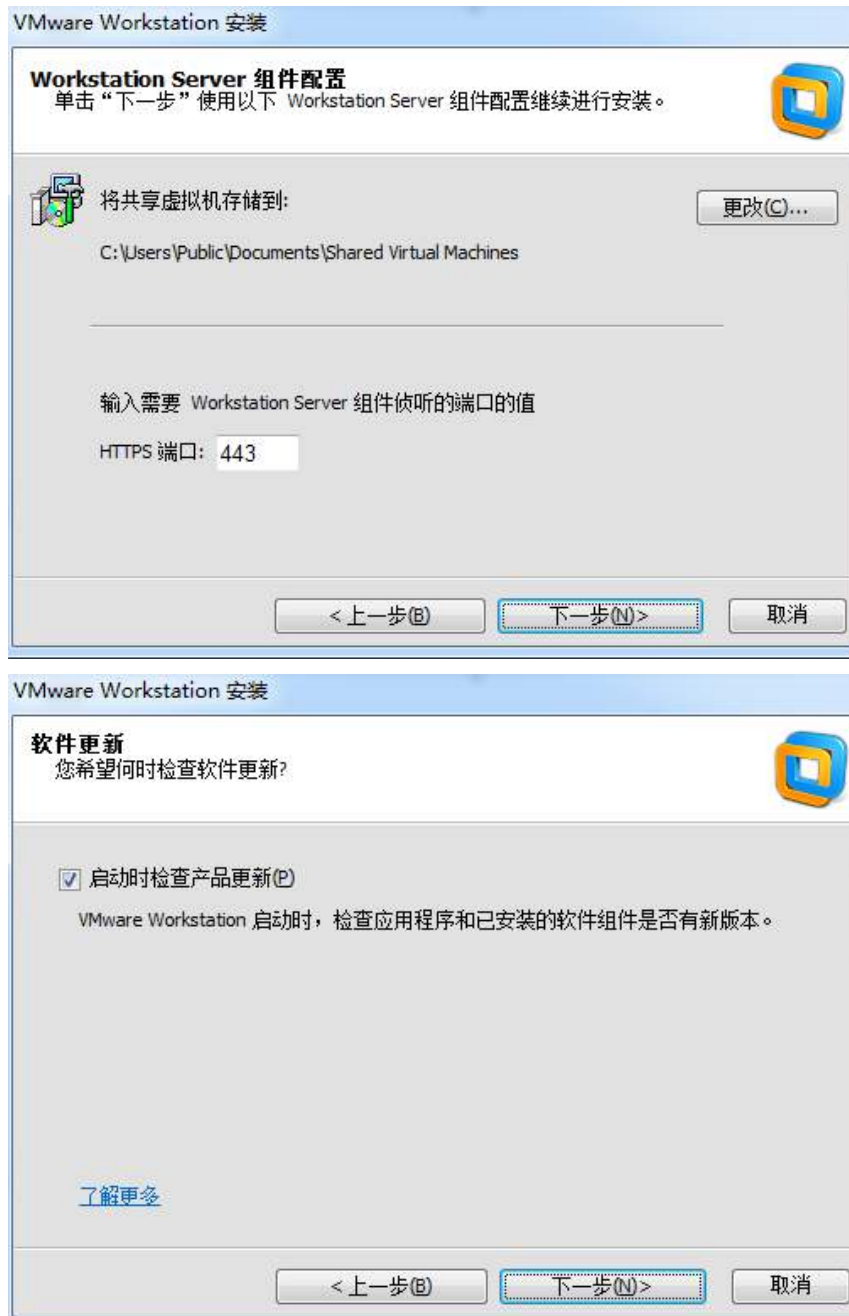 VMware Workstation 安装
Workstation Server 组件配置
单击“下一步”使用以下 Workstation Server 组件配置继续进行安装。
将共享虚拟机存储到:
更改(C)...
C:\Users\Public\Documents\Shared Virtual Machines
输入需要 Workstation Server 组件侦听的端口的值
HTTPS 端口: 443
<上一步(B) 下一步(N)> 取消
VMware Workstation 安装
软件更新
您希望何时检查软件更新?
启动时检查产品更新(P)
VMware Workstation 启动时，检查应用程序和已安装的软件组件是否有新版本。
了解更多
<上一步(B) 下一步(N)> 取消